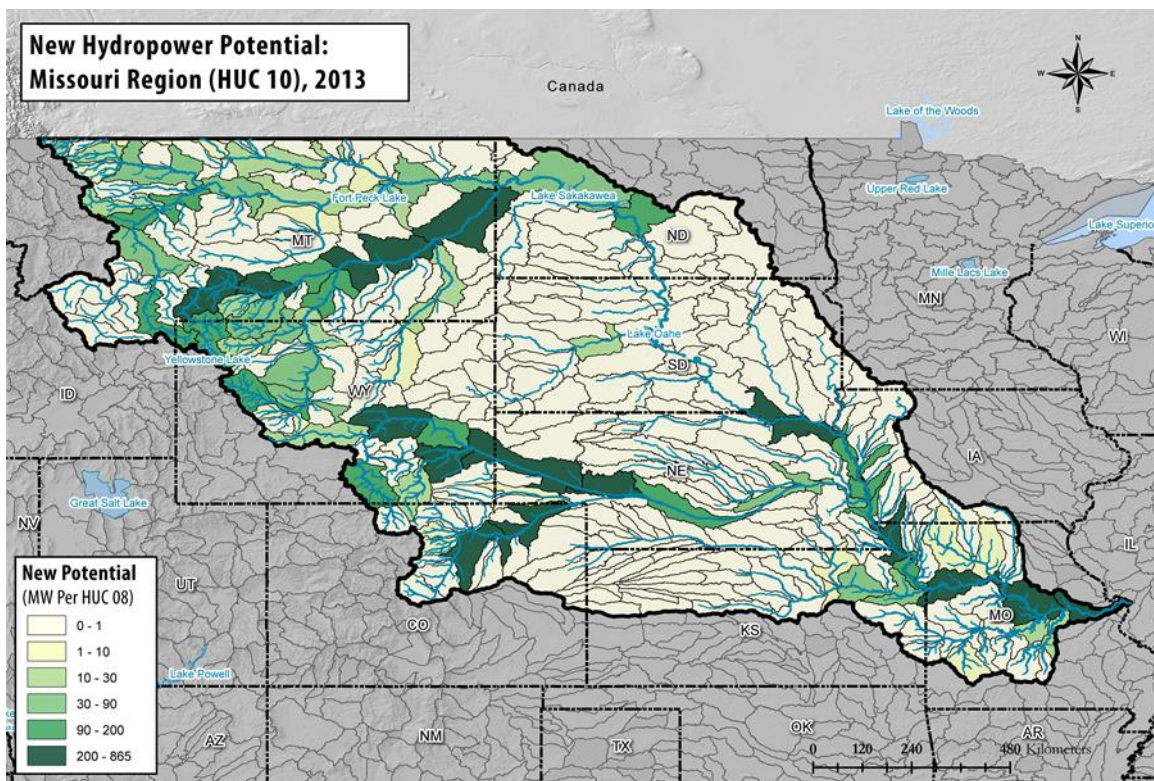 New Hydropower Potential:
Missouri Region (HUC 10), 2013
N
W
E
S
Canada
Lake of the Woods
Upper Red Lake
Lake Superior
Fort Peck Lake
Lake Sakakawea
ND
MT
Mille Lacs Lake
MN
Lake Oahe
WI
Yellowstone Lake
SD
ID
WY
IA
NE
Great Salt Lake
NV
IL
UT
New Potential
(MW Per HUC 08)
0 - 1
1 - 10
10 - 30
30 - 90
90 - 200
200 - 865
MO
CO
KS
Lake Powell
AZ
NM
TX
OK
AR
0 120 240 480 Kilometers